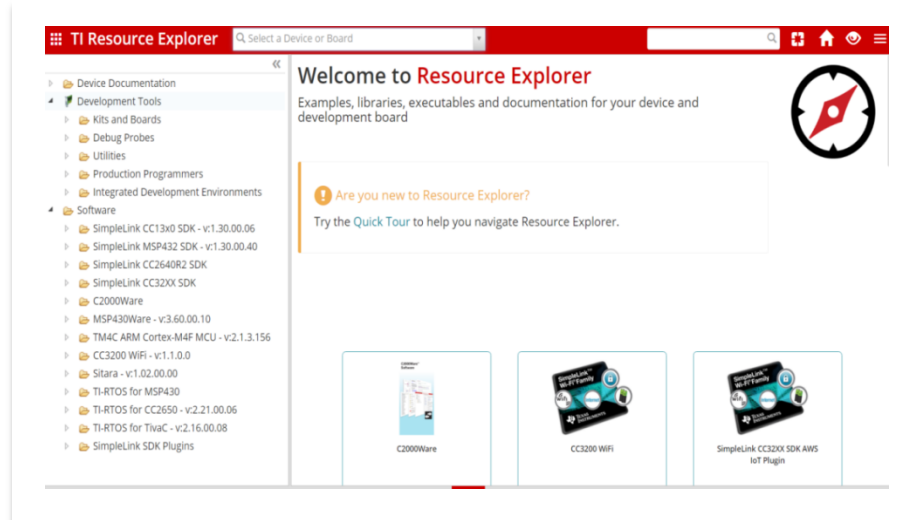 TI Resource Explorer
Select a Device or Board
Device Documentation
Development Tools
Kits and Boards
Debug Probes
Utilities
Production Programmers
Integrated Development Environments
Software
SimpleLink CC13x0 SDK - v:1.30.00.06
SimpleLink MSP432 SDK - v:1.30.00.40
SimpleLink CC2640R2 SDK
SimpleLink CC32XX SDK
C2000Ware
MSP430Ware - v:3.60.00.10
TM4C ARM Cortex-M4F MCU - v:2.1.3.156
CC3200 WiFi - v:1.1.0.0
Sitara - v:1.02.00.00
TI-RTOS for MSP430
TI-RTOS for CC2650 - v:2.21.00.06
TI-RTOS for TivaC - v:2.16.00.08
SimpleLink SDK Plugins
Welcome to Resource Explorer
Examples, libraries, executables and documentation for your device and
development board
Are you new to Resource Explorer?
Try the Quick Tour to help you navigate Resource Explorer.
C2000Ware
SimpleLink™
Wi-Fi® Family
Texas
Instruments
CC3200 WiFi
SimpleLink™
Wi-Fi® Family
Texas
Instruments
SimpleLink CC32XX SDK AWS
IoT Plugin